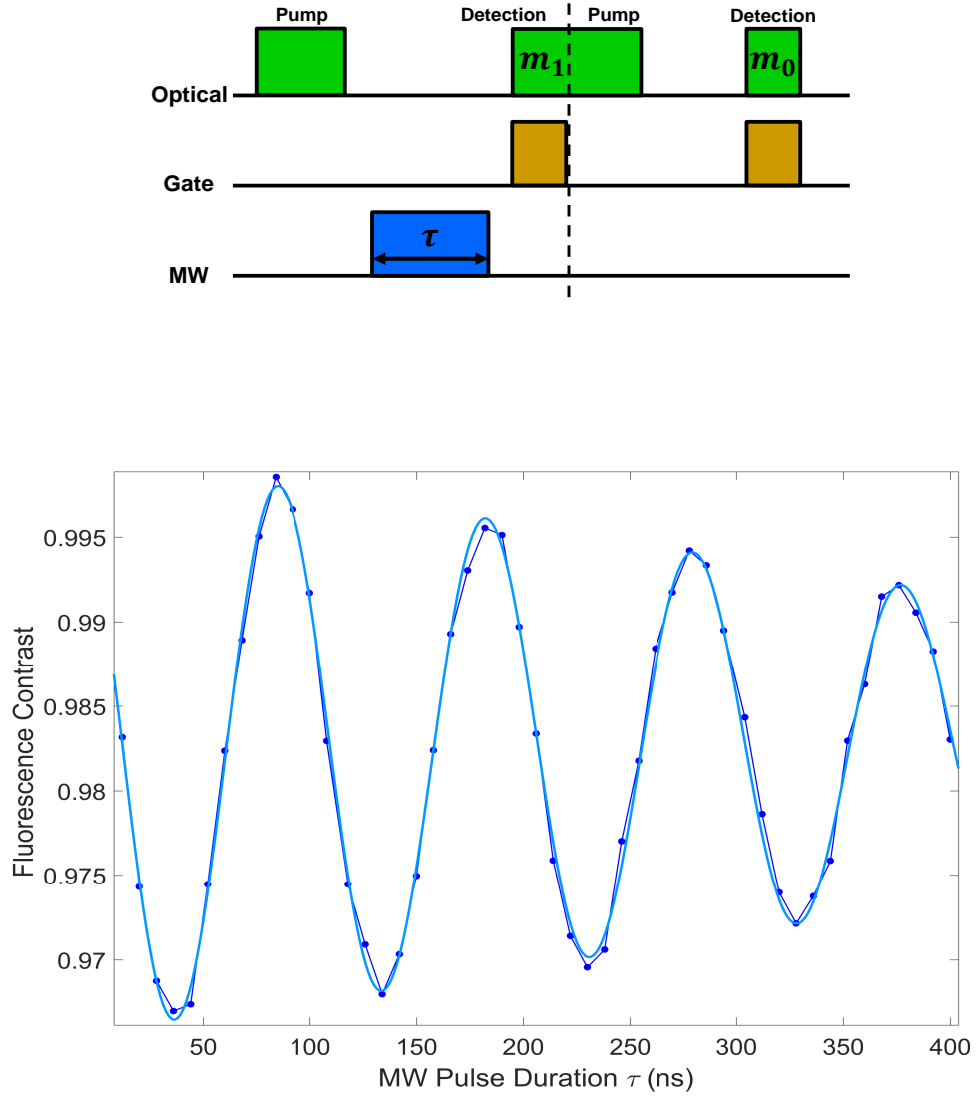 Pump Detection Pump Detection
m₁ m₀
Optical
Gate
τ
MW
0.995
0.99
0.985
0.98
0.975
0.97
Fluorescence Contrast
50 100 150 200 250 300 350 400
MW Pulse Duration τ (ns)